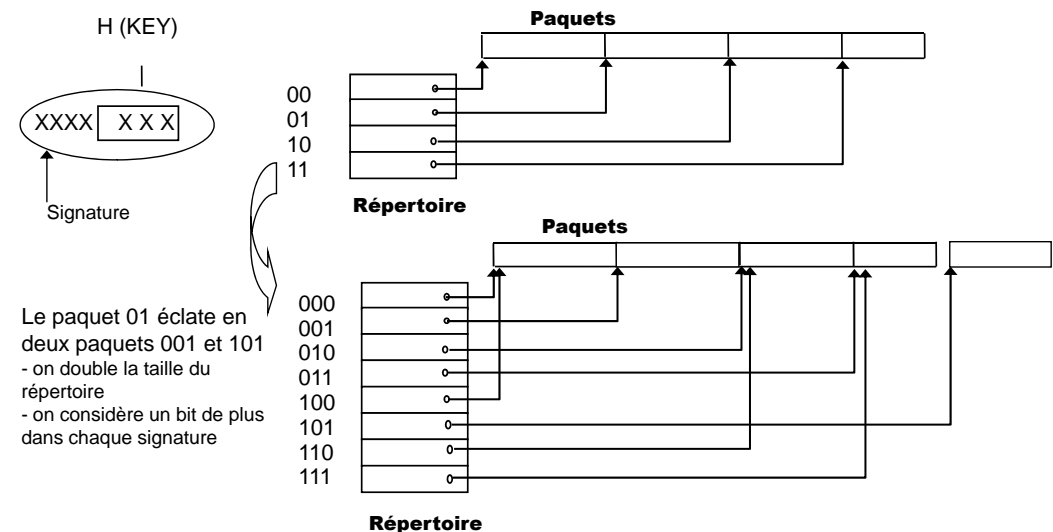 H (KEY)
Paquets
XXXX X X X
00
01
10
11
Signature
Répertoire
Paquets
Le paquet 01 éclate en
deux paquets 001 et 101
- on double la taille du
répertoire
- on considère un bit de plus
dans chaque signature
000
001
010
011
100
101
110
111
Répertoire